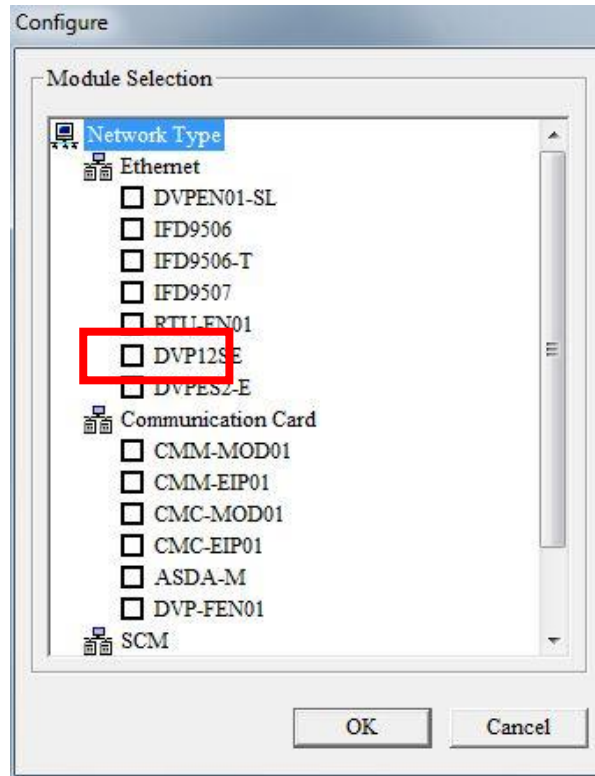 Configure
Module Selection
Network Type
Ethernet
DVPEN01-SL
IFD9506
IFD9506-T
IFD9507
RTU-EN01
DVP12SE
DVPES2-E
Communication Card
CMM-MOD01
CMM-EIP01
CMC-MOD01
CMC-EIP01
ASDA-M
DVP-FEN01
SCM
OK
Cancel